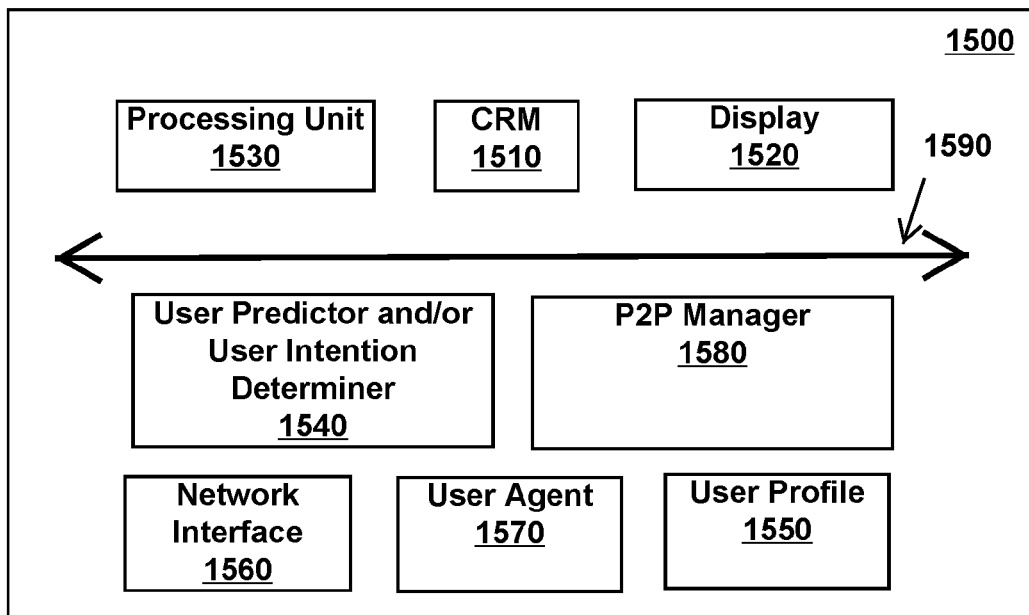 1500
Processing Unit
1530
CRM
1510
Display
1520
1590
User Predictor and/or
User Intention
Determiner
1540
P2P Manager
1580
Network
Interface
1560
User Agent
1570
User Profile
1550